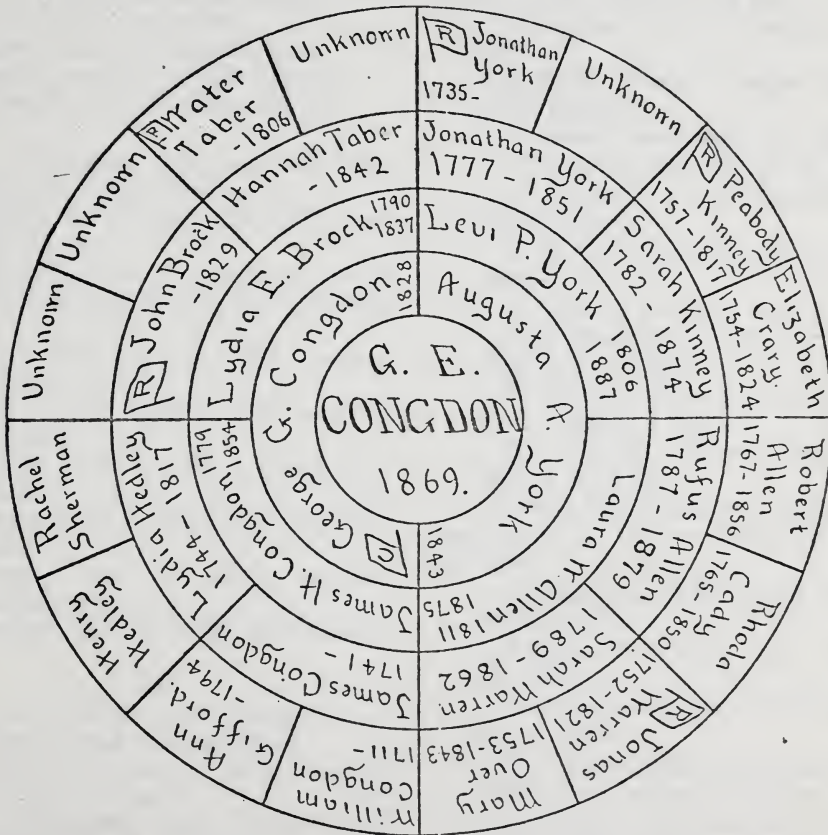 G. E.
CONGDON
1869.
R George G. Congdon
1828
Augusta A. York
1843
James H. Congdon 1779
1854
Lydia E. Brock 1790
1837
Levi P. York 1806
1887
Laura W. Allen 1811
1875
James Congdon
1741 -
Lydia Hedley
1744 - 1817
R John Brock
- 1829
Hannah Taber
- 1842
Jonathan York
1777 - 1851
Sarah Kinney
1782 - 1874
Rufus Allen
1787 - 1879
Sarah Warren
1789 - 1862
William
Congdon
1711 -
Ann
Gifford.
- 1794
Henry
Hedley
Rachel
Sherman
Unknown
Unknown
R Water
Taber
- 1806
Unknown
R Jonathan
York
1735 -
Unknown
R Peabody
Kinney
1757 - 1817
Elizabeth
Crary.
1754 - 1824
Robert
Allen
1767 - 1856
Rhoda
Cady
1765 - 1850
R Jonas
Warren
1752 - 1821
Mary
Over
1753 - 1843